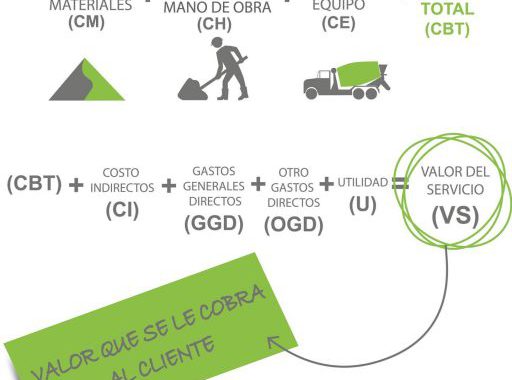 MATERIALES
(CM)
MANO DE OBRA
(CH)
EQUIPO
(CE)
TOTAL
(CBT)
(CBT) + COSTO INDIRECTOS (CI) + GASTOS GENERALES DIRECTOS (GGD) + OTRO GASTOS DIRECTOS (OGD) + UTILIDAD (U) = VALOR DEL SERVICIO (VS)
VALOR QUE SE LE COBRA
AL CLIENTE